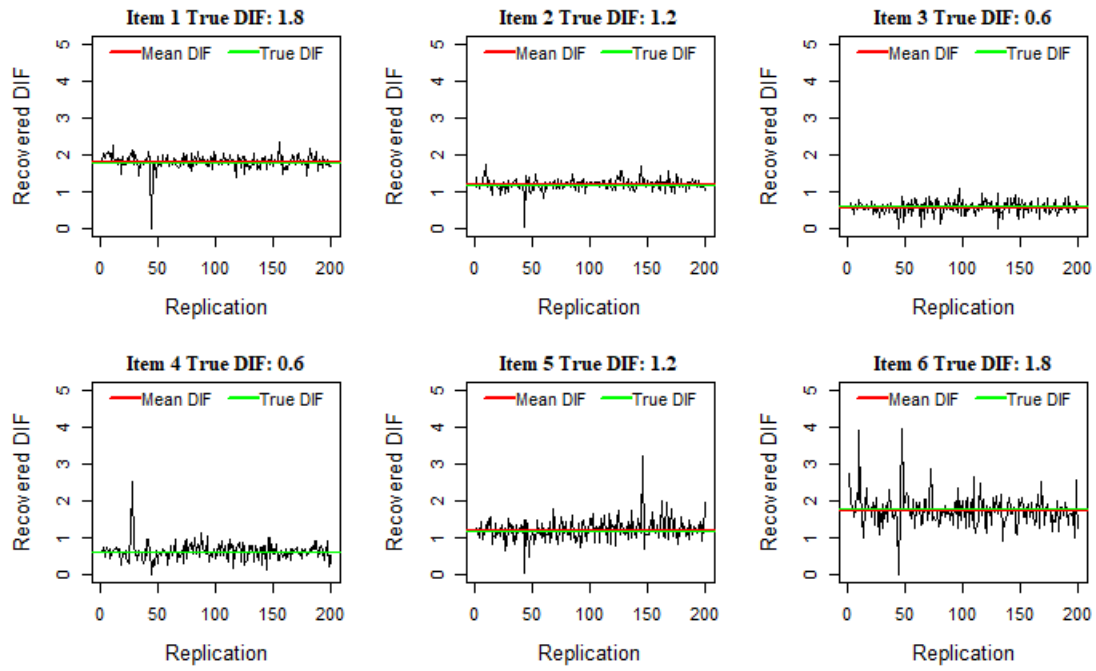 Item 1 True DIF: 1.8
Mean DIF True DIF
Recovered DIF
0 1 2 3 4 5
0 50 100 150 200
Replication
Item 2 True DIF: 1.2
Mean DIF True DIF
Recovered DIF
0 1 2 3 4 5
0 50 100 150 200
Replication
Item 3 True DIF: 0.6
Mean DIF True DIF
Recovered DIF
0 1 2 3 4 5
0 50 100 150 200
Replication
Item 4 True DIF: 0.6
Mean DIF True DIF
Recovered DIF
0 1 2 3 4 5
0 50 100 150 200
Replication
Item 5 True DIF: 1.2
Mean DIF True DIF
Recovered DIF
0 1 2 3 4 5
0 50 100 150 200
Replication
Item 6 True DIF: 1.8
Mean DIF True DIF
Recovered DIF
0 1 2 3 4 5
0 50 100 150 200
Replication